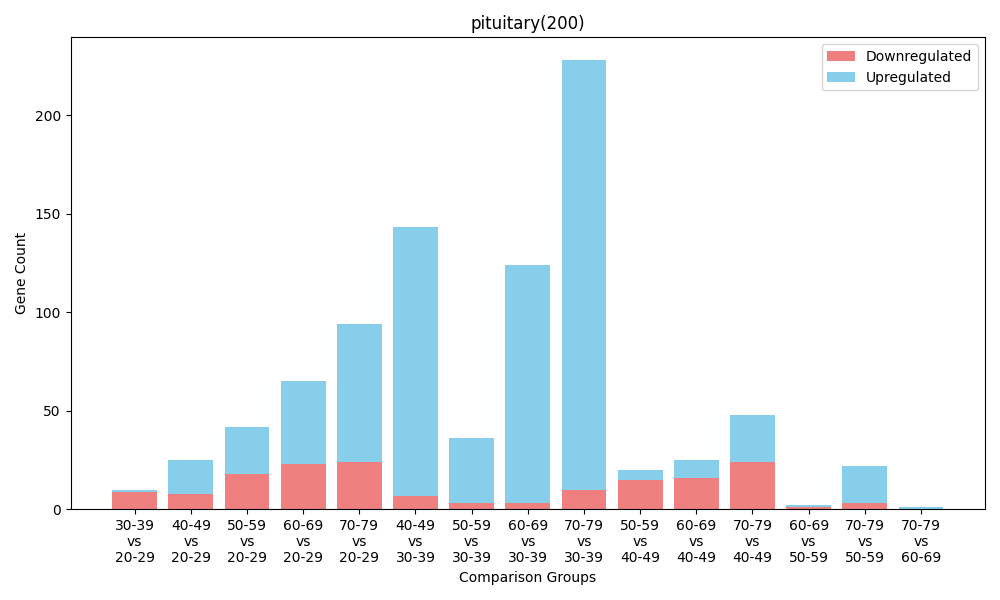 pituitary(200)
Downregulated
Upregulated
Gene Count
200
150
100
50
0
30-39 40-49 50-59 60-69 70-79 40-49 50-59 60-69 70-79 50-59 60-69 70-79 60-69 70-79 70-79
vs vs vs vs vs vs vs vs vs vs vs vs vs vs vs
20-29 20-29 20-29 20-29 20-29 30-39 30-39 30-39 30-39 40-49 40-49 40-49 50-59 50-59 60-69
Comparison Groups